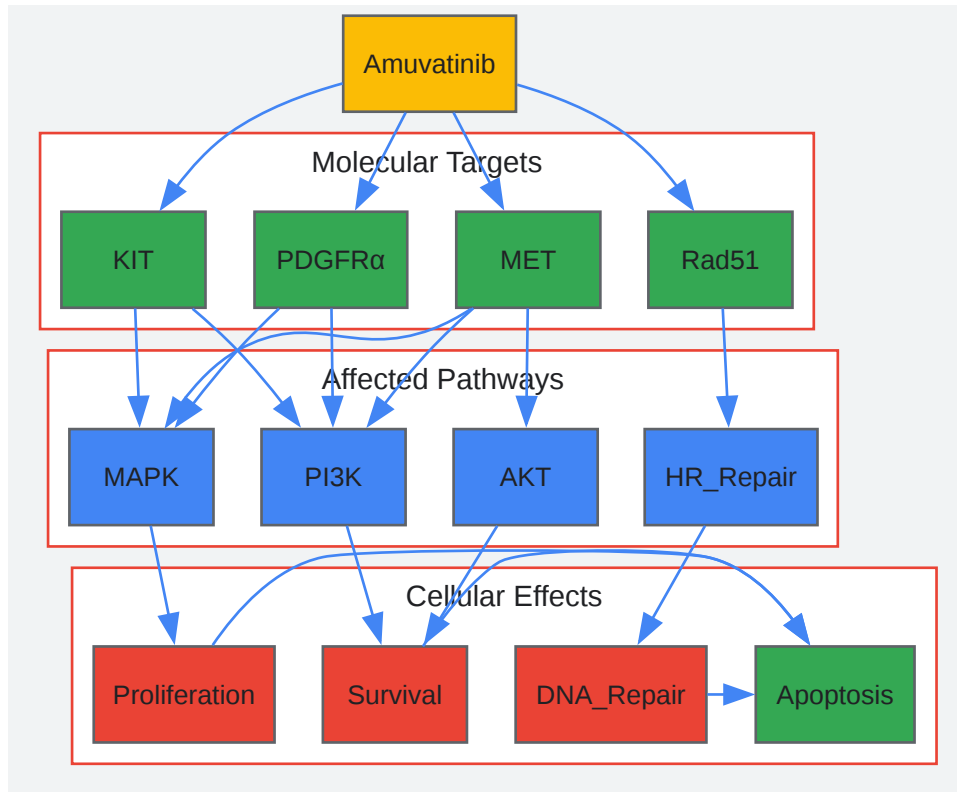 Amuvatinib
Molecular Targets
KIT
PDGFRα
MET
Rad51
Affected Pathways
MAPK
PI3K
AKT
HR_Repair
Cellular Effects
Proliferation
Survival
DNA_Repair
Apoptosis